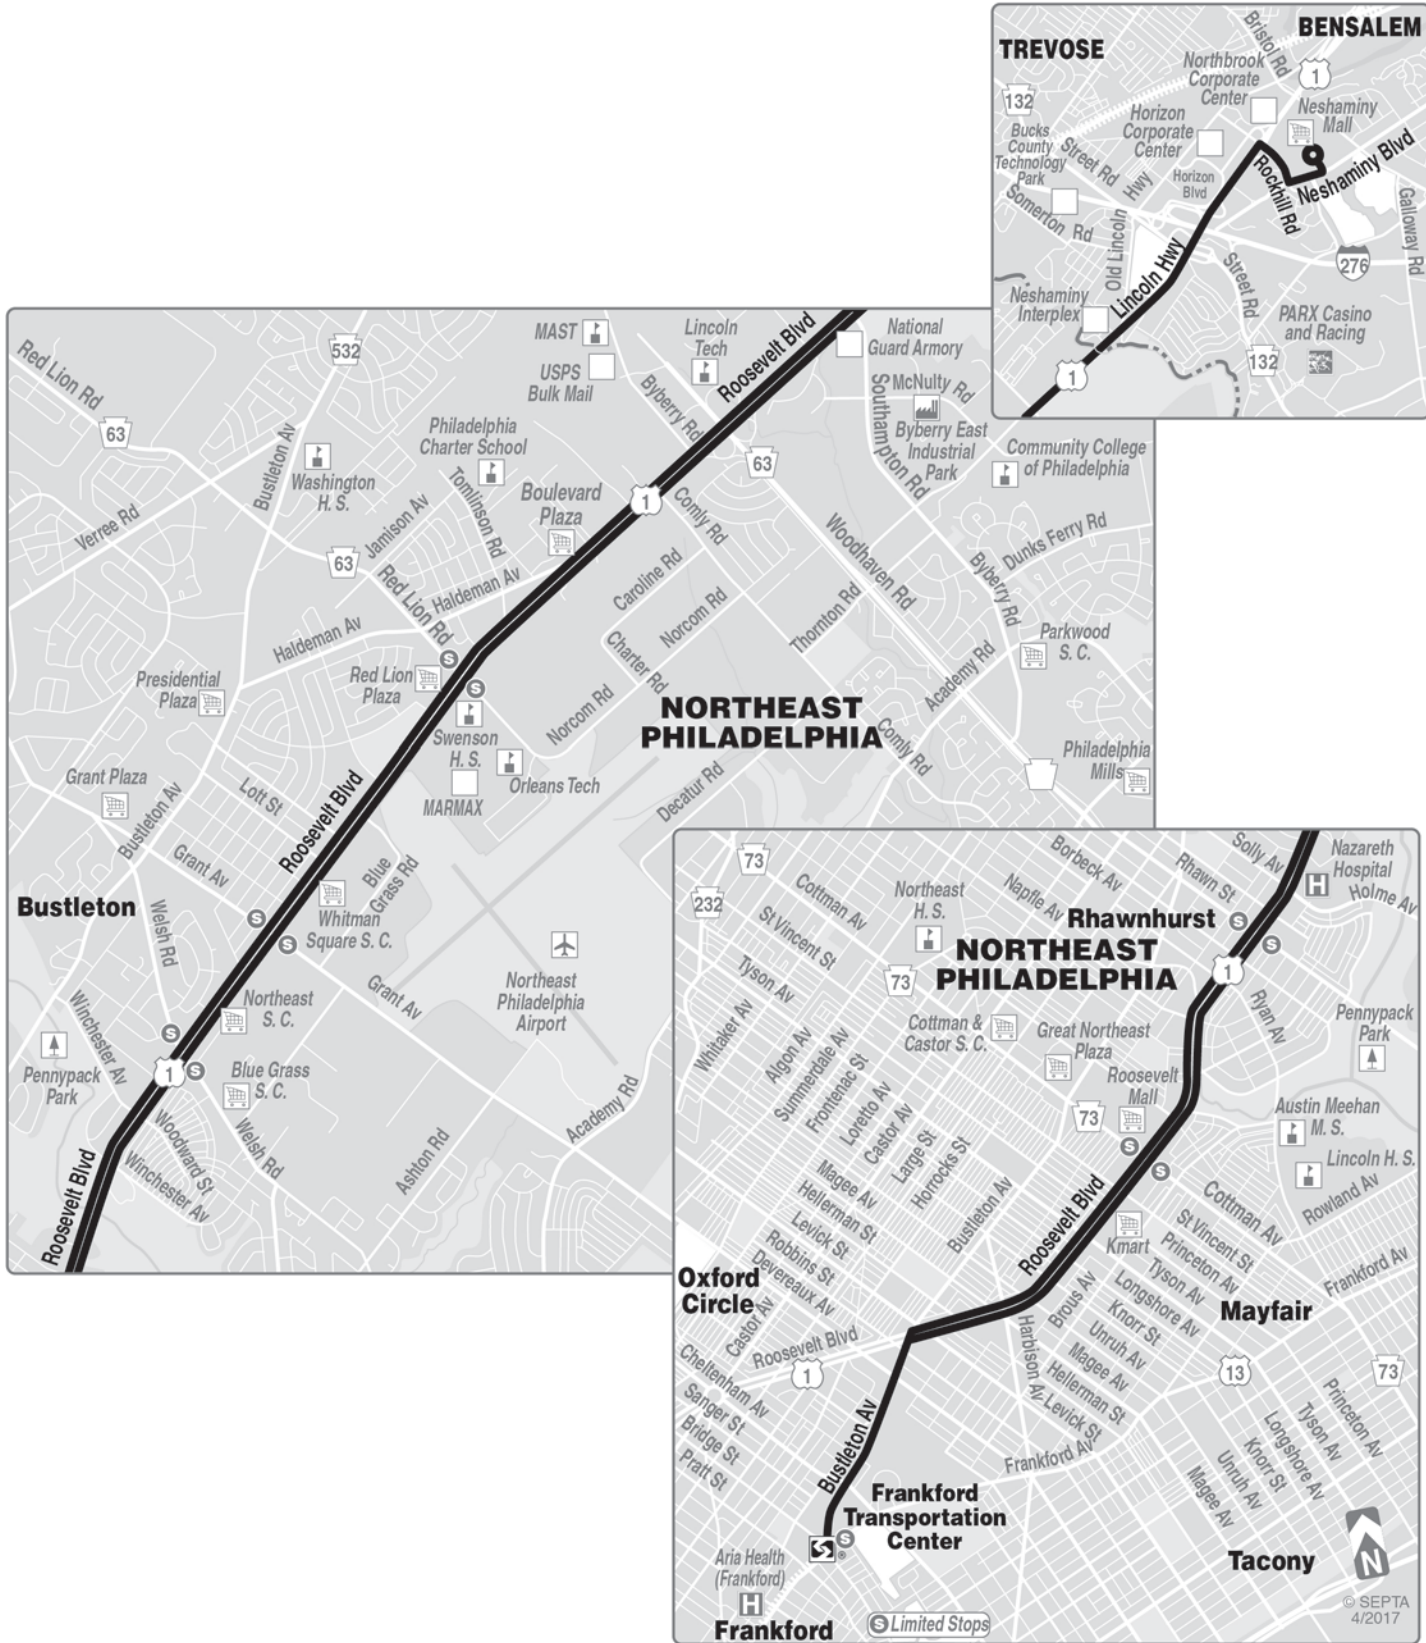 BENSALEM
TREVOSE
Bristol Rd
1
Northbrook
Corporate
Center
132
Neshaminy
Mall
Horizon
Corporate
Center
Bucks
County
Technology
Park
Street Rd
Hwy
Horizon
Blvd
Rockhill Rd
Neshaminy Blvd
Somerton Rd
Old Lincoln
Galloway Rd
Lincoln Hwy
Street Rd
276
Neshaminy
Interplex
PARX Casino
and Racing
132
1
Red Lion Rd
532
MAST
Lincoln
Tech
Roosevelt Blvd
National
Guard Armory
USPS
Bulk Mail
Byberry Rd
Southampton Rd
McNulty Rd
63
Bustleton Av
Philadelphia
Charter School
Byberry East
Industrial
Park
Community College
of Philadelphia
Washington
H. S.
63
Tomlinson Rd
Boulevard
Plaza
1
Comly Rd
Verree Rd
Jamison Av
Woodhaven Rd
Dunks Ferry Rd
63
Red Lion Rd
Haldeman Av
Caroline Rd
Byberry Rd
Norcom Rd
Thornton Rd
Haldeman Av
Charter Rd
Parkwood
S. C.
S
Presidential
Plaza
Red Lion
Plaza
S
Academy Rd
Norcom Rd
NORTHEAST
PHILADELPHIA
Swenson
H. S.
Comly Rd
Philadelphia
Mills
Grant Plaza
Orleans Tech
Lott St
MARMAX
Decatur Rd
Bustleton Av
Roosevelt Blvd
Grant Av
Blue
Grass Rd
Bustleton
Welsh Rd
S
Whitman
Square S. C.
S
Northeast
Philadelphia
Airport
Grant Av
Winchester Av
Northeast
S. C.
S
Pennypack
Park
1
S
Blue Grass
S. C.
Woodward St
Welsh Rd
Academy Rd
Ashton Rd
Winchester Av
Roosevelt Blvd
73
Borbeck Av
Rhawn St
Solly Av
Nazareth
Hospital
H
Holme Av
232
Cottman Av
Northeast
H. S.
Napfle Av
Rhawnhurst
S
St Vincent St
NORTHEAST
PHILADELPHIA
S
73
1
Tyson Av
Ryan Av
Whitaker Av
Cottman &
Castor S. C.
Great Northeast
Plaza
Pennypack
Park
Algon Av
Summerdale Av
Frontenac St
Loretto Av
Castor Av
Large St
Horrocks St
Roosevelt
Mall
73
Austin Meehan
M. S.
S
S
Lincoln H. S.
Magee Av
Hellerman St
Levick St
Robbins St
Devereaux Av
Bustleton Av
Roosevelt Blvd
Cottman Av
Rowland Av
St Vincent St
Kmart
Princeton Av
Tyson Av
Longshore Av
Knorr St
Unruh Av
Magee Av
Hellerman St
Levick St
Frankford Av
Oxford
Circle
Brous Av
Mayfair
Castor Av
Roosevelt Blvd
Harbison Av
1
13
73
Cheltenham Av
Sanger St
Bridge St
Pratt St
Bustleton Av
Frankford Av
Princeton Av
Tyson Av
Longshore Av
Knorr St
Unruh Av
Magee Av
Frankford
Transportation
Center
S
®
Aria Health
(Frankford)
H
Tacony
N
Frankford
S Limited Stops
© SEPTA
4/2017